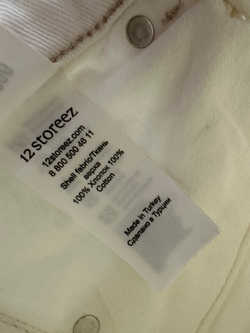 12 storeez
12storeez.com
8 800 500 46 11
Shell fabric/Ткань
верха
100% Хлопок 100%
Cotton
Made in Turkey
Сделано в Турции